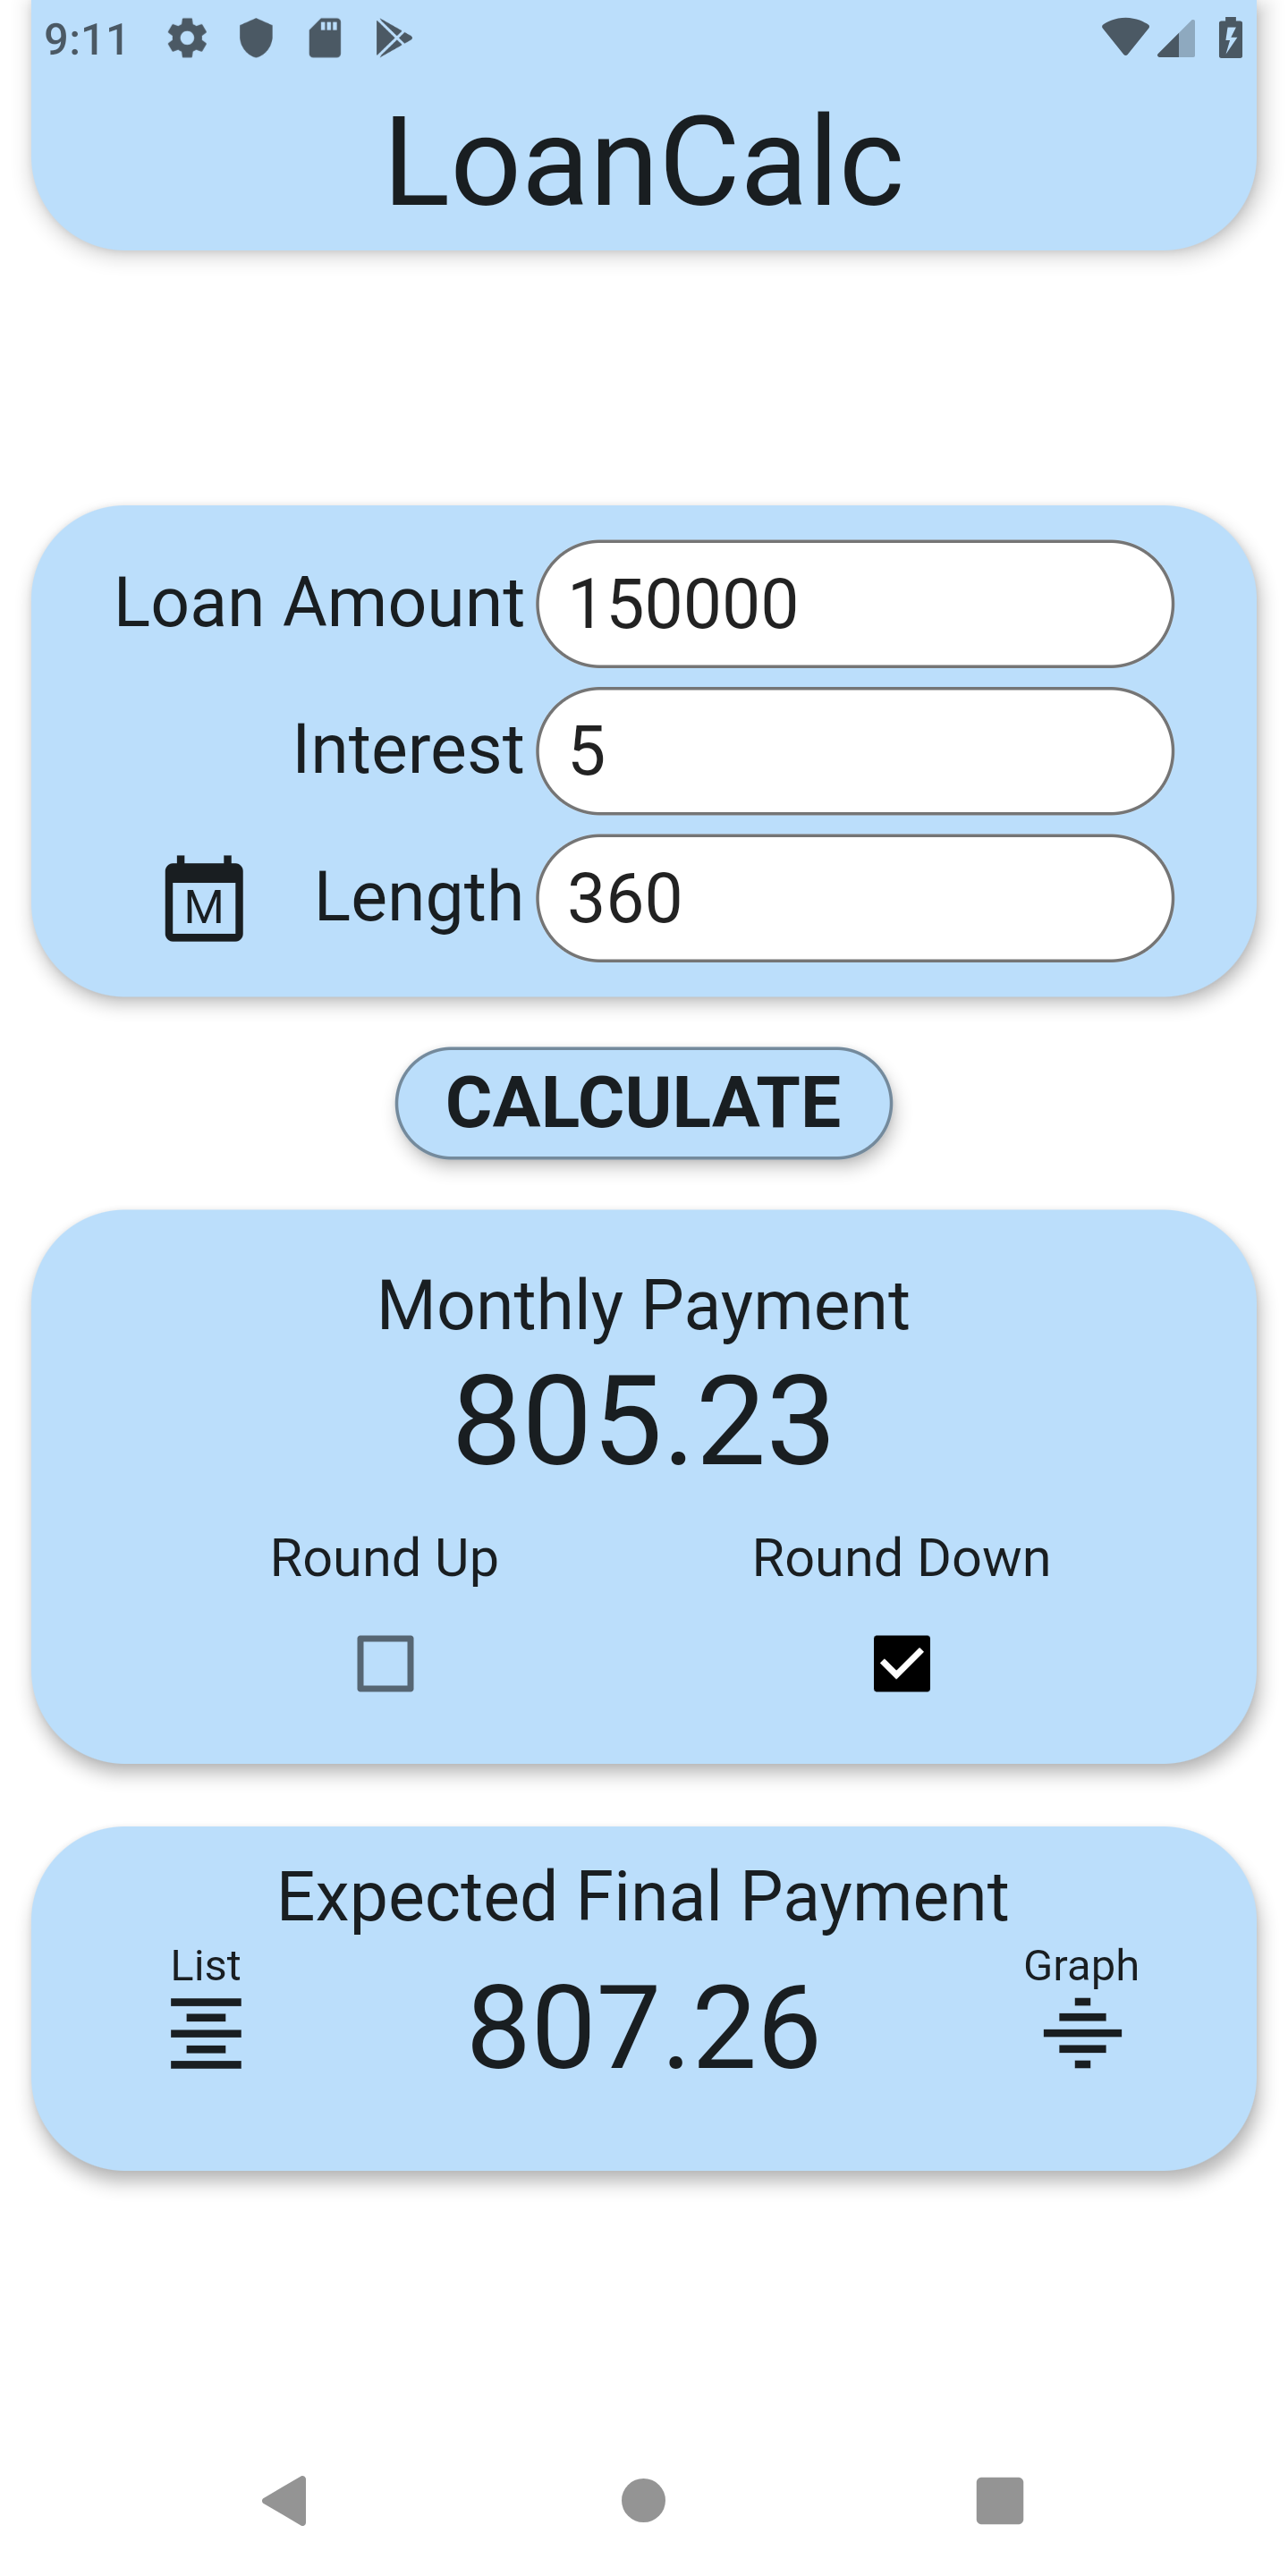 9:11
LoanCalc
Loan Amount 150000
Interest 5
M Length 360
CALCULATE
Monthly Payment
805.23
Round Up Round Down
Expected Final Payment
List 807.26 Graph